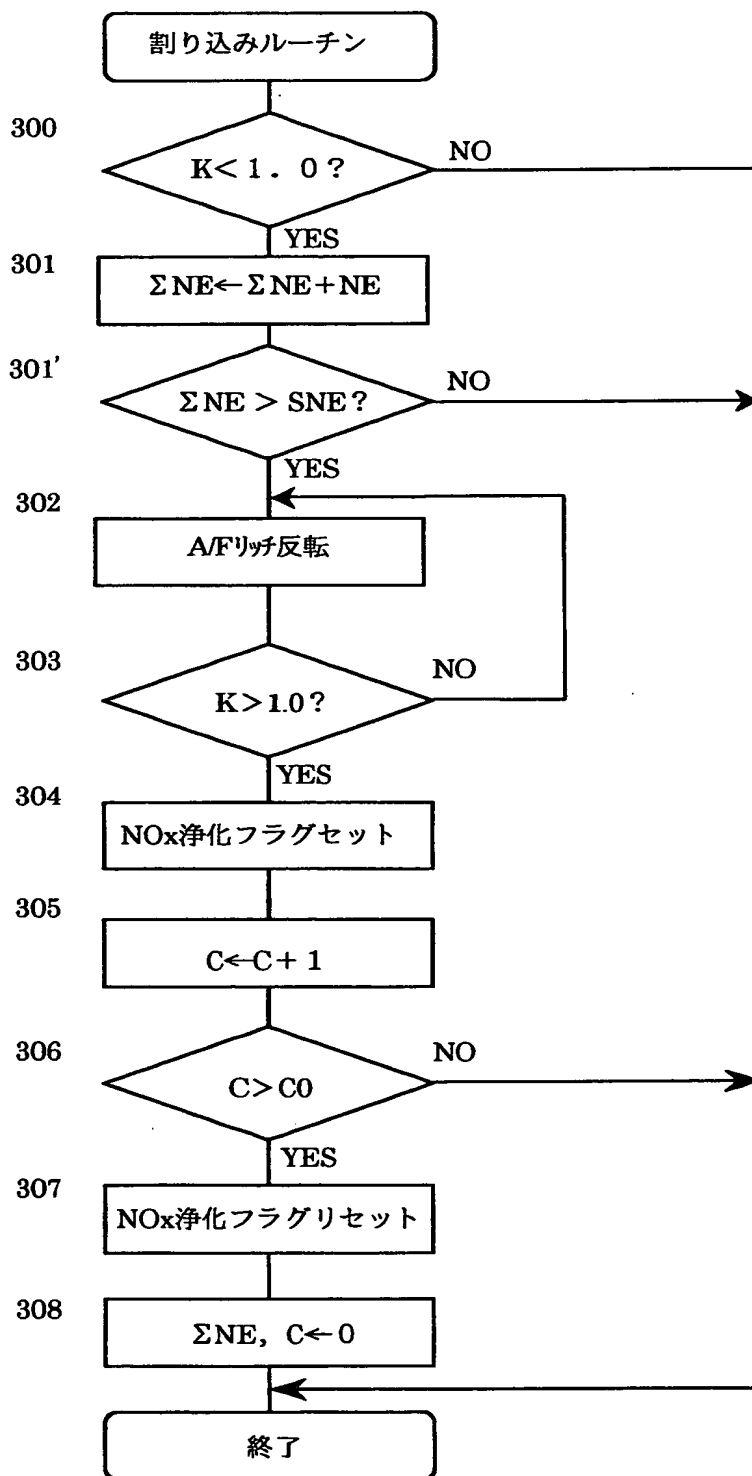 割り込みルーチン
300
K<1.0?
NO
YES
301
ΣNE←ΣNE+NE
301'
ΣNE > SNE?
NO
YES
302
A/Fリッチ反転
303
K>1.0?
NO
YES
304
NOx浄化フラグセット
305
C←C+1
306
C>C0
NO
YES
307
NOx浄化フラグリセット
308
ΣNE, C←0
終了